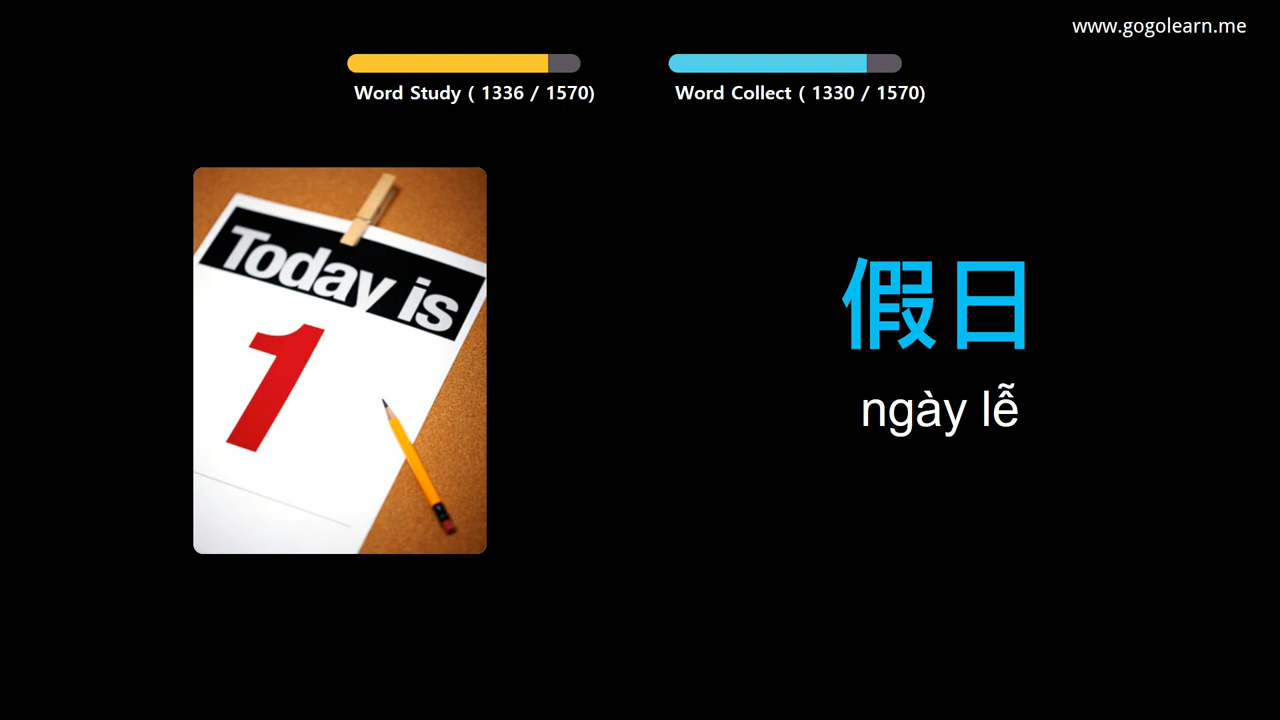 www.gogolearn.me
Word Study ( 1336 / 1570)
Word Collect ( 1330 / 1570)
Today is
1
假日
ngày lễ